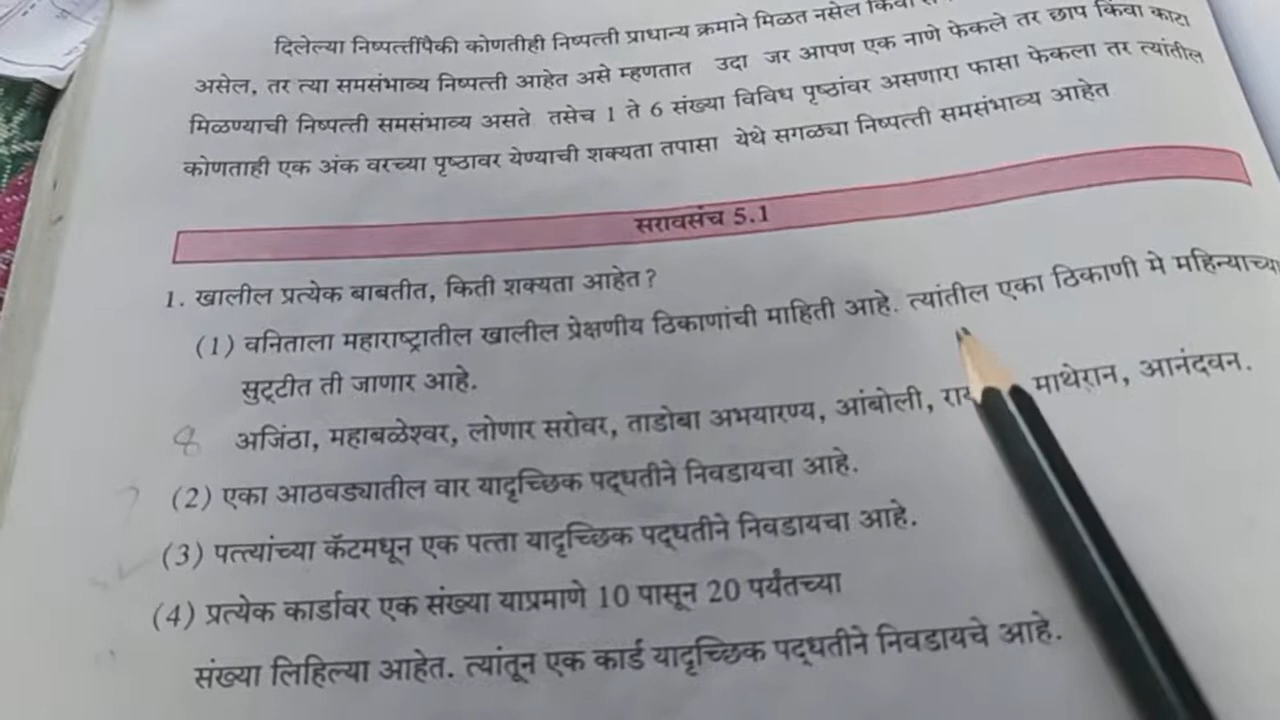 दिलेल्या निष्पत्तींपैकी कोणतीही निष्पत्ती प्राधान्य क्रमाने मिळत नसेल किंवा
असेल, तर त्या समसंभाव्य निष्पत्ती आहेत असे म्हणतात उदा जर आपण एक नाणे फेकले तर छाप किंवा काटा
मिळण्याची निष्पत्ती समसंभाव्य असते तसेच 1 ते 6 संख्या विविध पृष्ठांवर असणारा फासा फेकला तर त्यांतील
कोणताही एक अंक वरच्या पृष्ठावर येण्याची शक्यता तपासा येथे सगळ्या निष्पत्ती समसंभाव्य आहेत
सरावसंच 5.1
1. खालील प्रत्येक बाबतीत, किती शक्यता आहेत?
(1) वनिताला महाराष्ट्रातील खालील प्रेक्षणीय ठिकाणांची माहिती आहे. त्यांतील एका ठिकाणी मे महिन्याच्या
सुट्टीत ती जाणार आहे.
8 अजिंठा, महाबळेश्वर, लोणार सरोवर, ताडोबा अभयारण्य, आंबोली, माथेरान, आनंदवन.
7 (2) एका आठवड्यातील वार यादृच्छिक पद्धतीने निवडायचा आहे.
(3) पत्त्यांच्या कॅटमधून एक पत्ता यादृच्छिक पद्धतीने निवडायचा आहे.
(4) प्रत्येक कार्डावर एक संख्या याप्रमाणे 10 पासून 20 पर्यंतच्या
संख्या लिहिल्या आहेत. त्यांतून एक कार्ड यादृच्छिक पद्धतीने निवडायचे आहे.